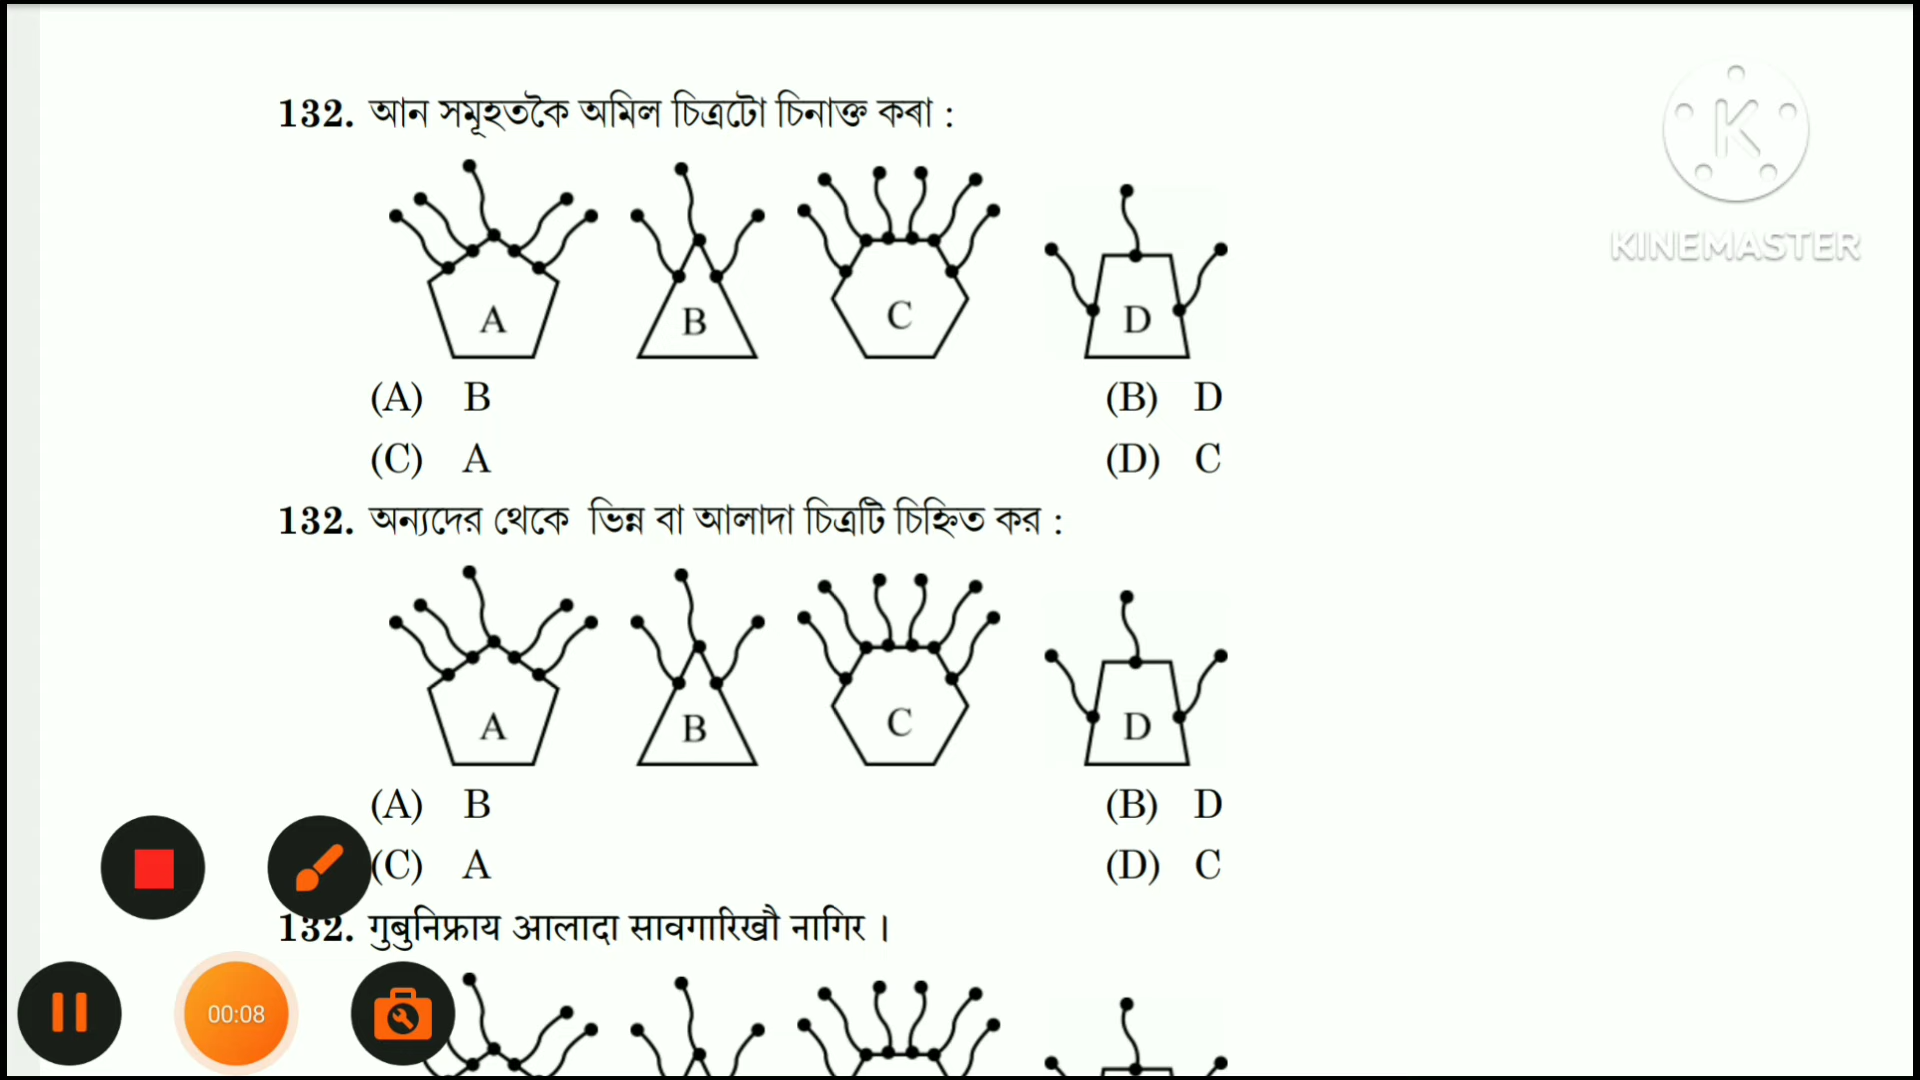 132. আন সমূহতকৈ অমিল চিত্ৰটো চিনাক্ত কৰা :
A B C D
(A) B (B) D
(C) A (D) C
132. অন্যদের থেকে ভিন্ন বা আলাদা চিত্রটি চিহ্নিত কর :
A B C D
(A) B (B) D
(C) A (D) C
132. गुबुनिफ्राय आलादा सावगारिखौ नागिर ।
00:08
K
KINEMASTER